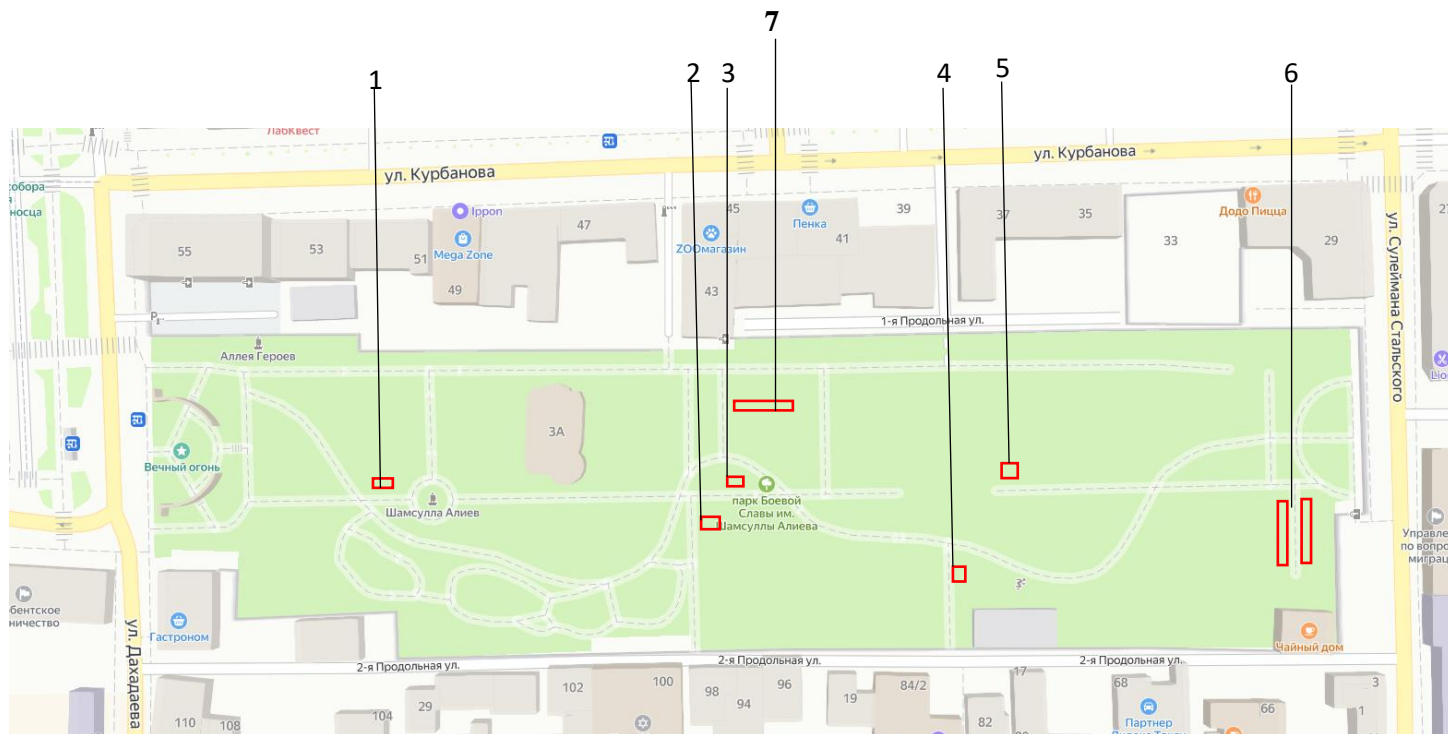 7
1
2
3
4
5
6
ЛабКвест
ул. Курбанова
ул. Курбанова
собора
носца
Ippon
47
45
Пенка
39
37
35
Додо Пицца
27
55
53
51
Mega Zone
49
ZOOмагазин
41
43
33
29
ул. Сулеймана Стальского
P
1-я Продольная ул.
Аллея Героев
Lion
3А
Вечный огонь
Шамсулла Алиев
парк Боевой
Славы им.
Шамсуллы Алиева
Управле
по вопро
миграц
бентское
ничество
Гастроном
ул. Дахадаева
Чайный дом
2-я Продольная ул.
2-я Продольная ул.
2-я Продольная ул.
102
100
98
96
94
19
84/2
17
68
3
110
108
104
29
82
Партнер
66
1